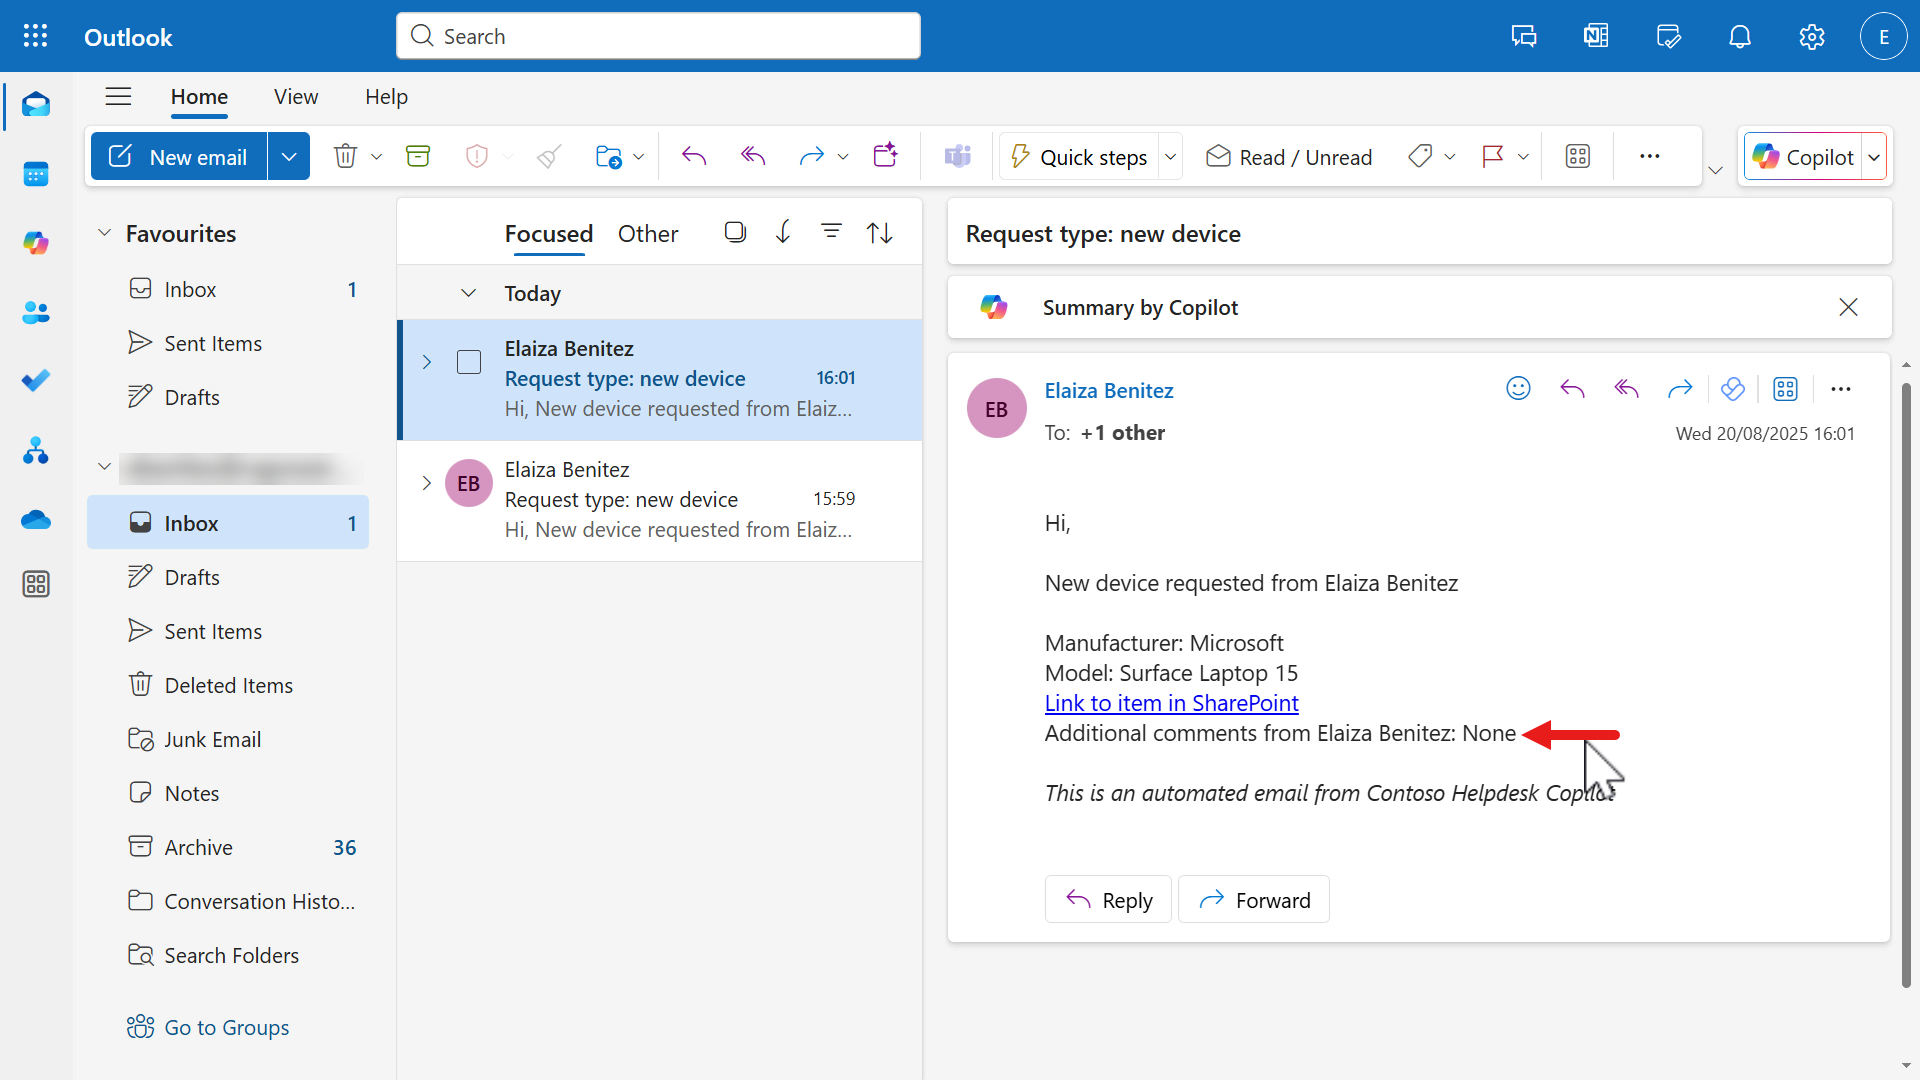 Outlook
Search
E
Home
View
Help
New email
Quick steps
Read / Unread
Copilot
Favourites
Inbox
1
Sent Items
Drafts
Inbox
1
Drafts
Sent Items
Deleted Items
Junk Email
Notes
Archive
36
Conversation Histo...
Search Folders
Go to Groups
Focused
Other
Today
Elaiza Benitez
Request type: new device
16:01
Hi, New device requested from Elaiz...
EB
Elaiza Benitez
Request type: new device
15:59
Hi, New device requested from Elaiz...
Request type: new device
Summary by Copilot
EB
Elaiza Benitez
To: +1 other
Wed 20/08/2025 16:01
Hi,
New device requested from Elaiza Benitez
Manufacturer: Microsoft
Model: Surface Laptop 15
Link to item in SharePoint
Additional comments from Elaiza Benitez: None
This is an automated email from Contoso Helpdesk Copilot
Reply
Forward